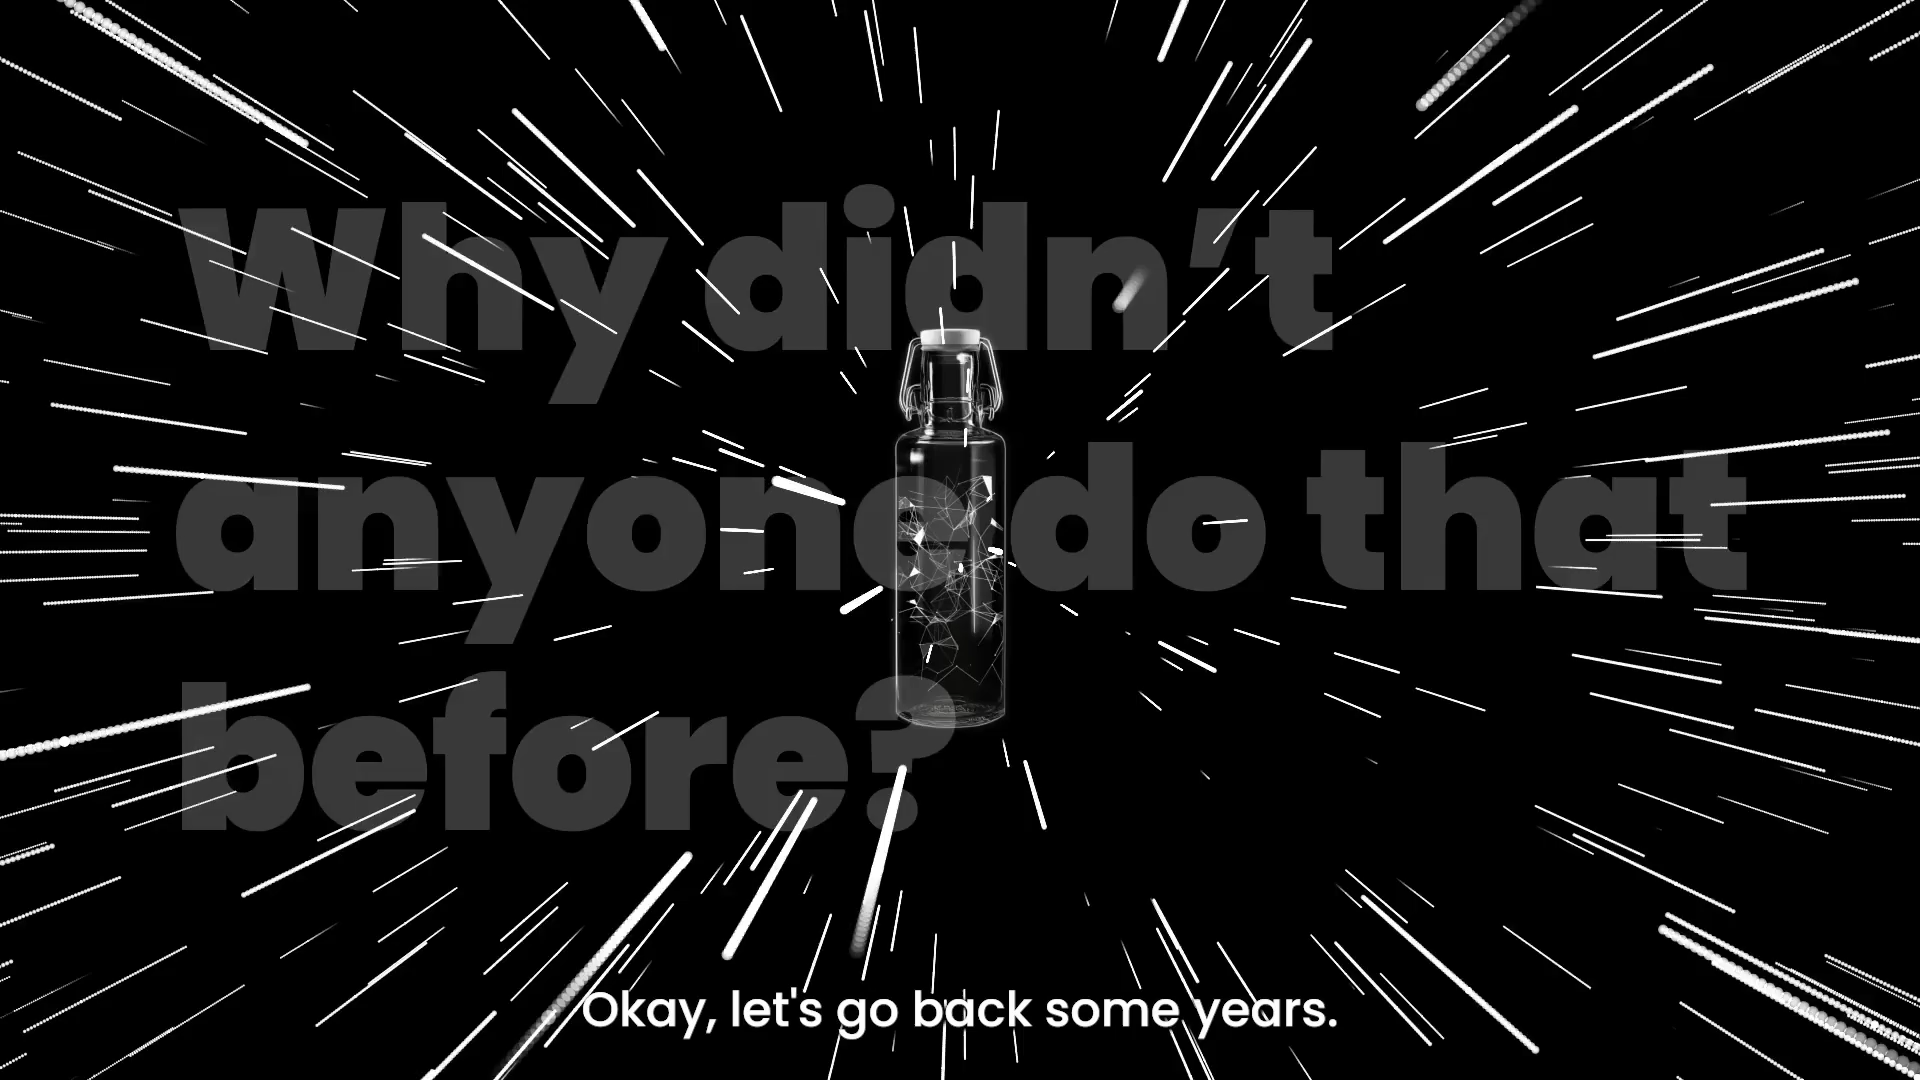 Why didn’t
anyone do that
before?
Okay, let's go back some years.